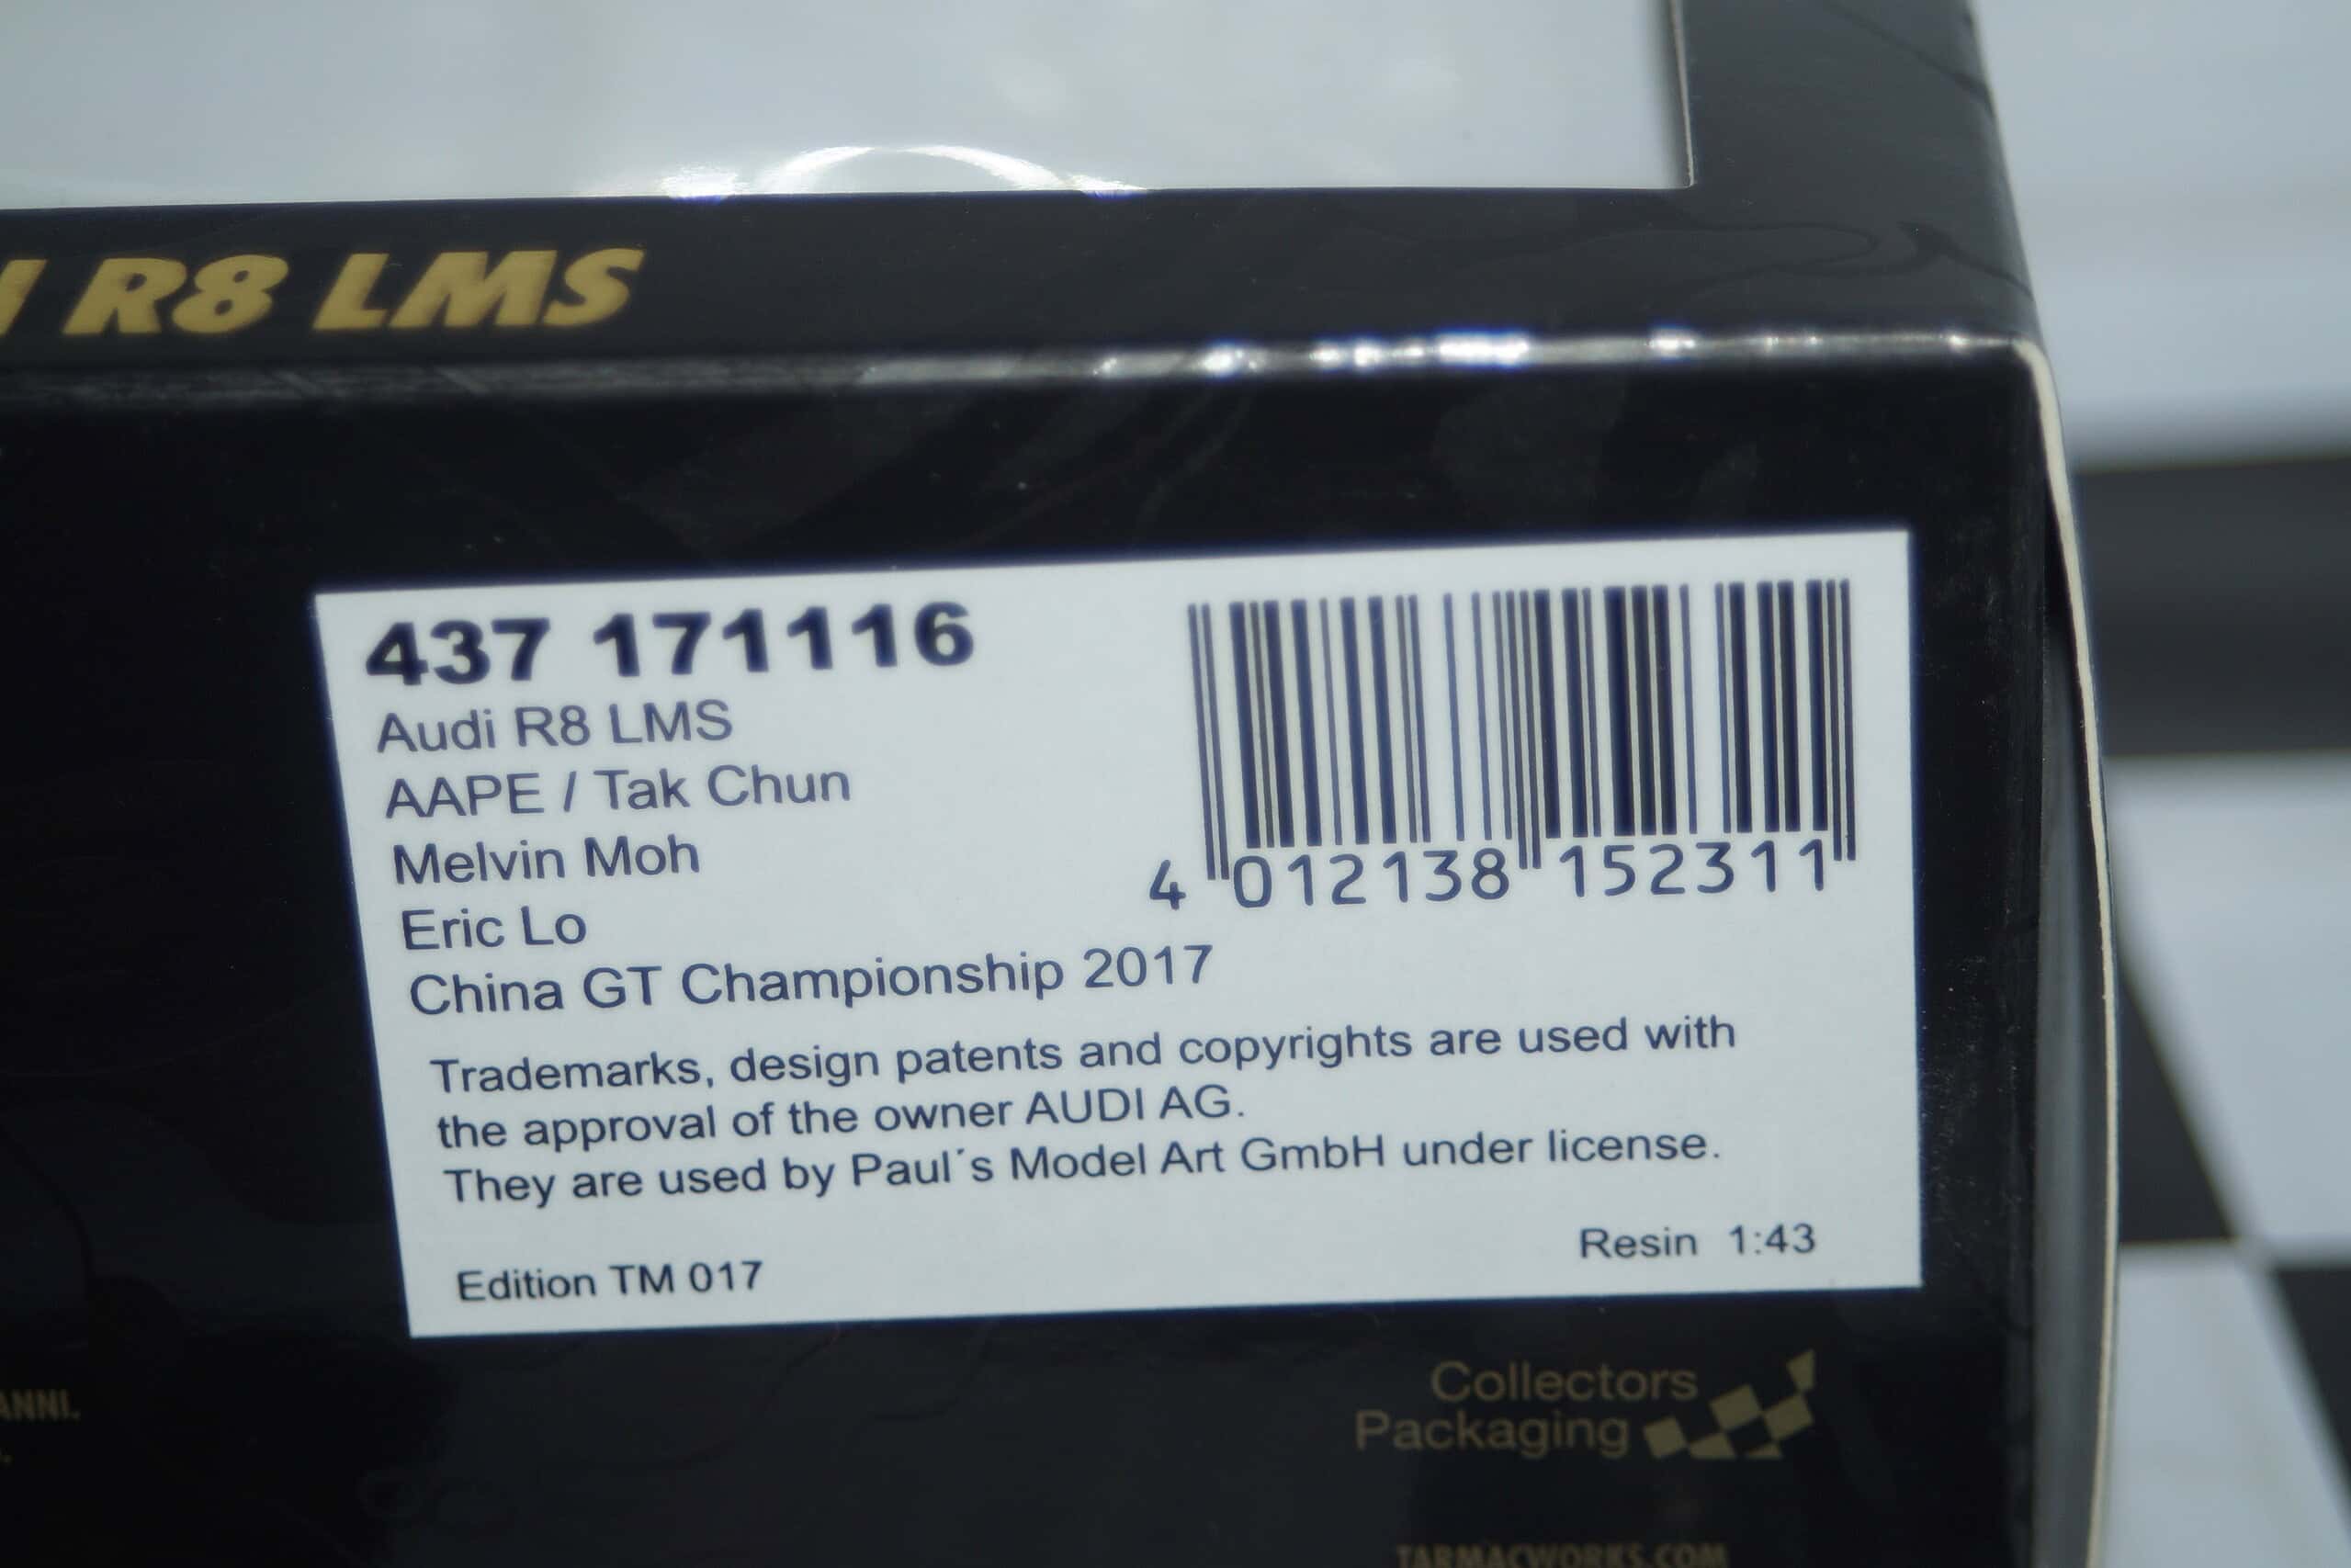 R8 LMS
437 171116
Audi R8 LMS
AAPE / Tak Chun
Melvin Moh
Eric Lo
China GT Championship 2017
4 012138 152311
Trademarks, design patents and copyrights are used with
the approval of the owner AUDI AG.
They are used by Paul´s Model Art GmbH under license.
Resin 1:43
Edition TM 017
Collectors
Packaging
TARMACWORKS.COM